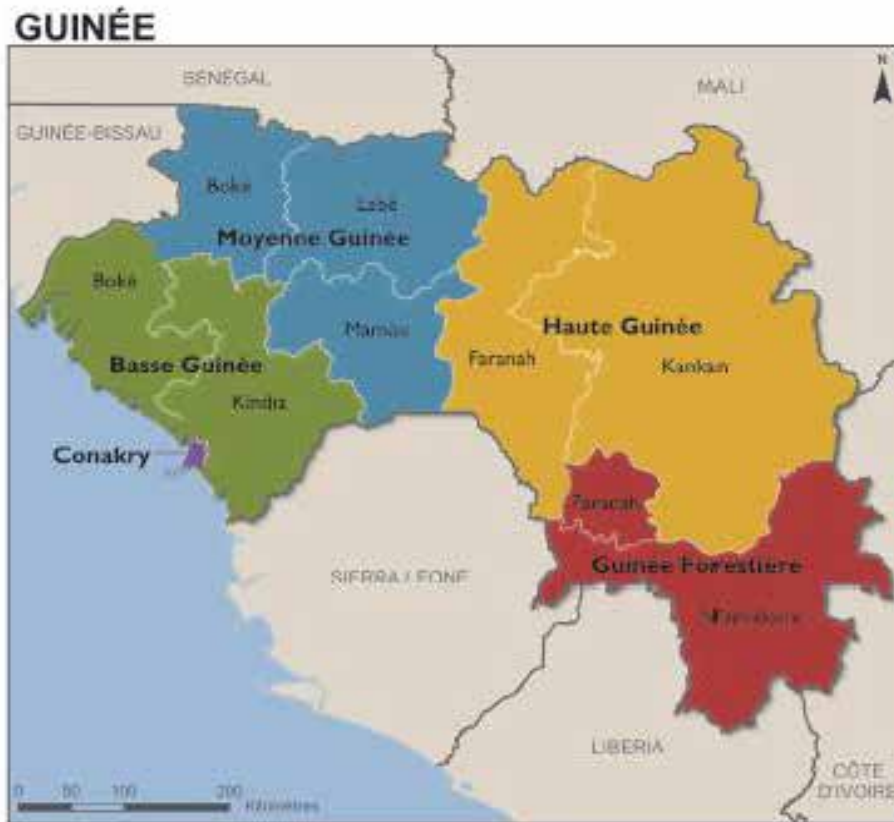 GUINÉE
SÉNÉGAL
MALI
N
GUINÉE-BISSAU
Boké
Labé
Moyenne Guinée
Boké
Mamou
Haute Guinée
Basse Guinée
Faranah
Kankan
Kindia
Conakry
Faranah
Guinée Forestière
SIERRA LEONE
LIBERIA
CÔTE
D'IVOIRE
0 50 100 200
Kilomètres